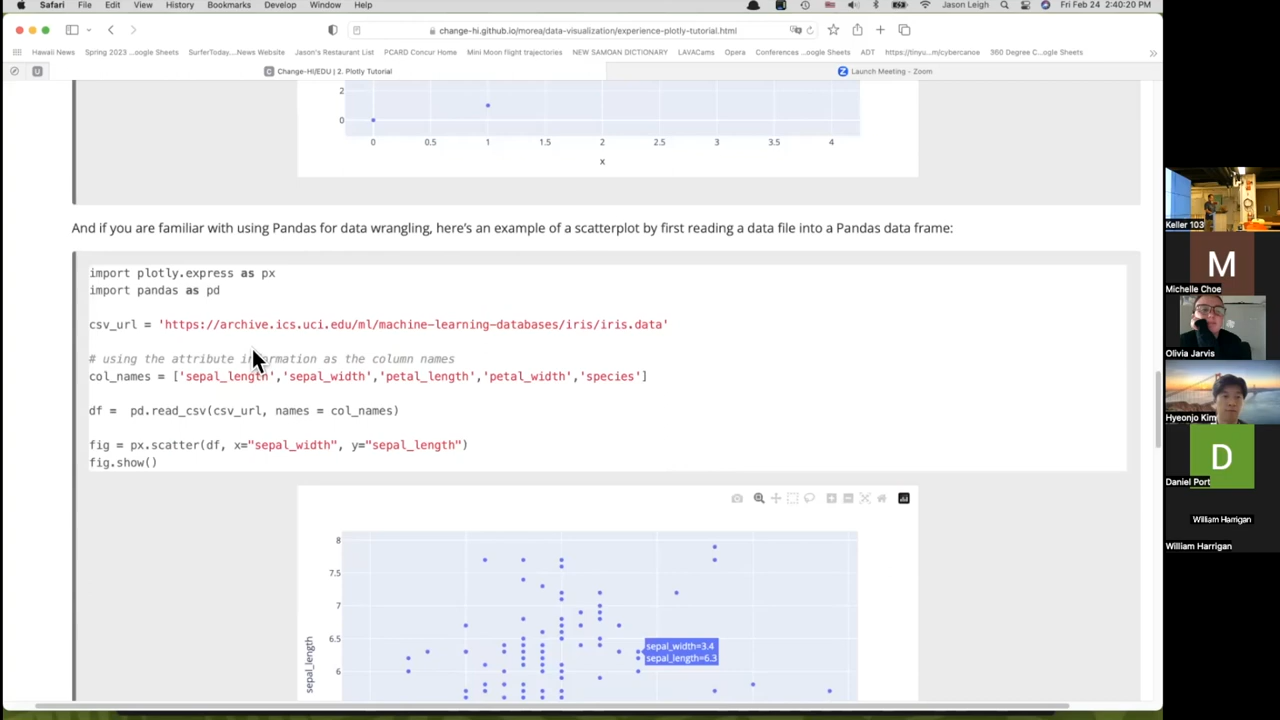 Safari File Edit View History Bookmarks Develop Window Help Jason Leigh Fri Feb 24 2:40:20 PM
change-hi.github.io/morea/data-visualization/experience-plotly-tutorial.html
Hawaii News Spring 2023 ...oogle Sheets SurferToday....News Website Jason's Restaurant List PCARD Concur Home Mini Moon flight trajectories NEW SAMOAN DICTIONARY LAVACams Opera Conferences ...oogle Sheets ADT https://tinyu...m/cybercanoe 360 Degree C...gle Sheets
Change-HI/EDU | 2. Plotly Tutorial
Launch Meeting - Zoom
2
0
0 0.5 1 1.5 2 2.5 3 3.5 4
x
And if you are familiar with using Pandas for data wrangling, here's an example of a scatterplot by first reading a data file into a Pandas data frame:
import plotly.express as px
import pandas as pd
csv_url = 'https://archive.ics.uci.edu/ml/machine-learning-databases/iris/iris.data'
# using the attribute information as the column names
col_names = ['sepal_length','sepal_width','petal_length','petal_width','species']
df = pd.read_csv(csv_url, names = col_names)
fig = px.scatter(df, x="sepal_width", y="sepal_length")
fig.show()
8
7.5
7
6.5
6
sepal_length
sepal_width=3.4
sepal_length=6.3
Keller 103
M
Michelle Choe
Olivia Jarvis
Hyeonjo Kim
D
Daniel Port
William Harrigan
William Harrigan